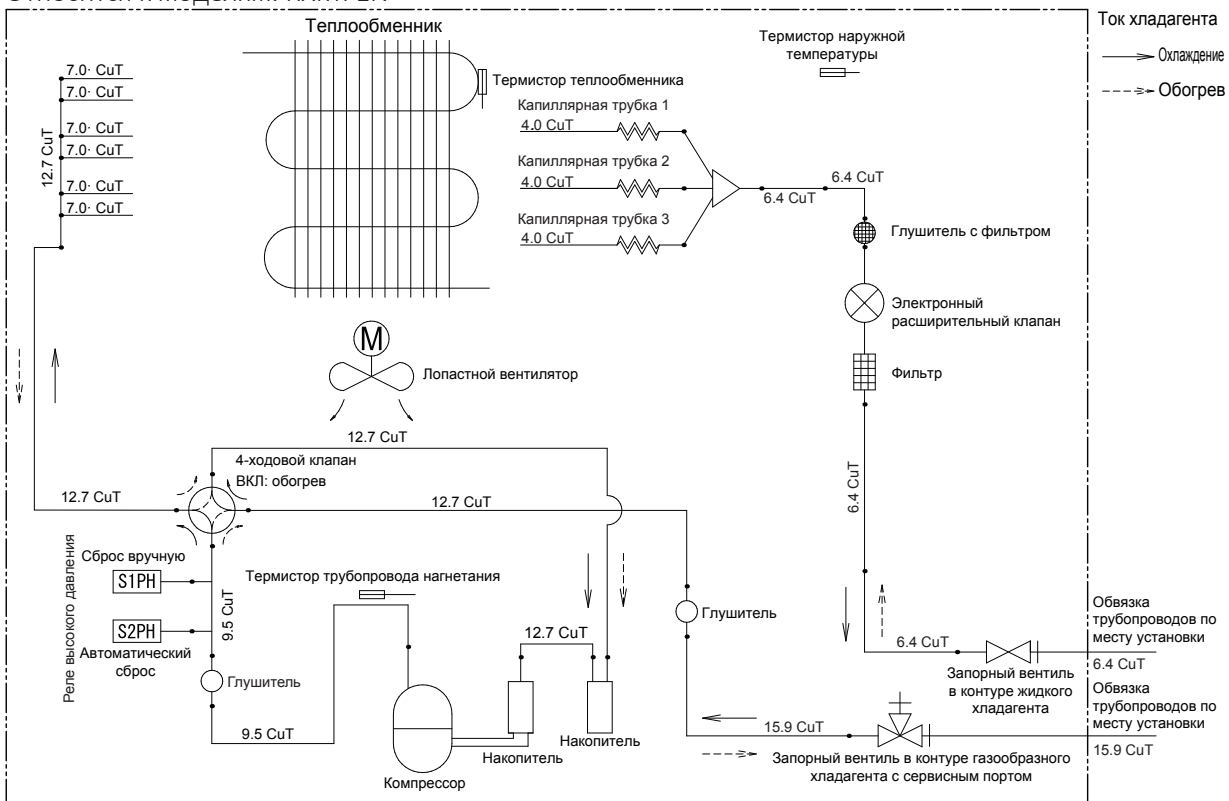 Теплообменник
Термистор наружной
температуры
Ток хладагента
Охлаждение
Обогрев
7.0· CuT
7.0· CuT
7.0· CuT
7.0· CuT
7.0· CuT
7.0· CuT
12.7 CuT
Термистор теплообменника
Капиллярная трубка 1
4.0 CuT
Капиллярная трубка 2
4.0 CuT
Капиллярная трубка 3
4.0 CuT
6.4 CuT
6.4 CuT
Глушитель с фильтром
Электронный
расширительный клапан
Фильтр
M
Лопастной вентилятор
12.7 CuT
4-ходовой клапан
ВКЛ: обогрев
12.7 CuT
12.7 CuT
6.4 CuT
Реле высокого давления
Сброс вручную
S1PH
S2PH
Автоматический
сброс
9.5 CuT
Термистор трубопровода нагнетания
Глушитель
9.5 CuT
Компрессор
12.7 CuT
Накопитель
Накопитель
Глушитель
6.4 CuT
Запорный вентиль
в контуре жидкого
хладагента
Обвязка
трубопроводов по
месту установки
6.4 CuT
Обвязка
трубопроводов по
месту установки
15.9 CuT
15.9 CuT
Запорный вентиль в контуре газообразного
хладагента с сервисным портом